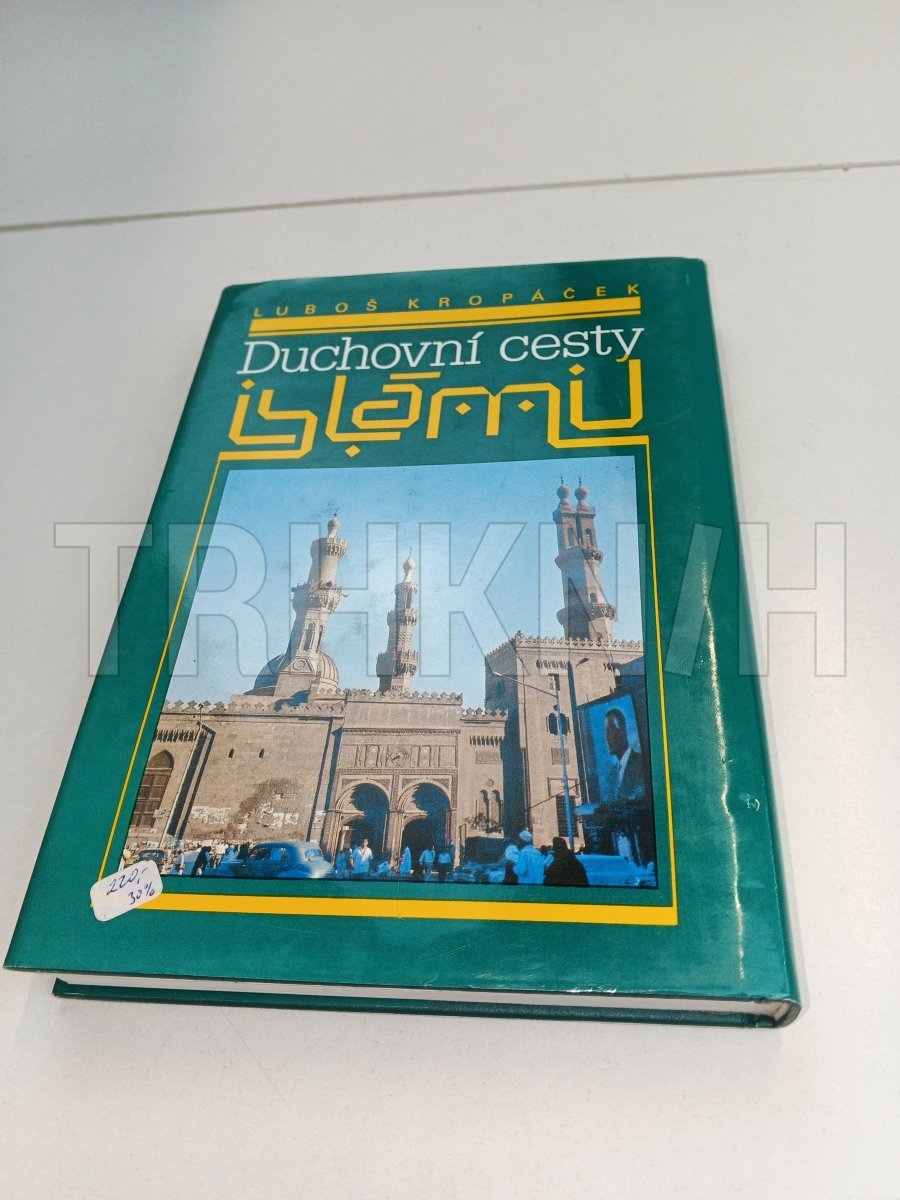 LUBOŠ KROPÁČEK
Duchovní cesty
islámu
TRHKNIH
220,-
30%